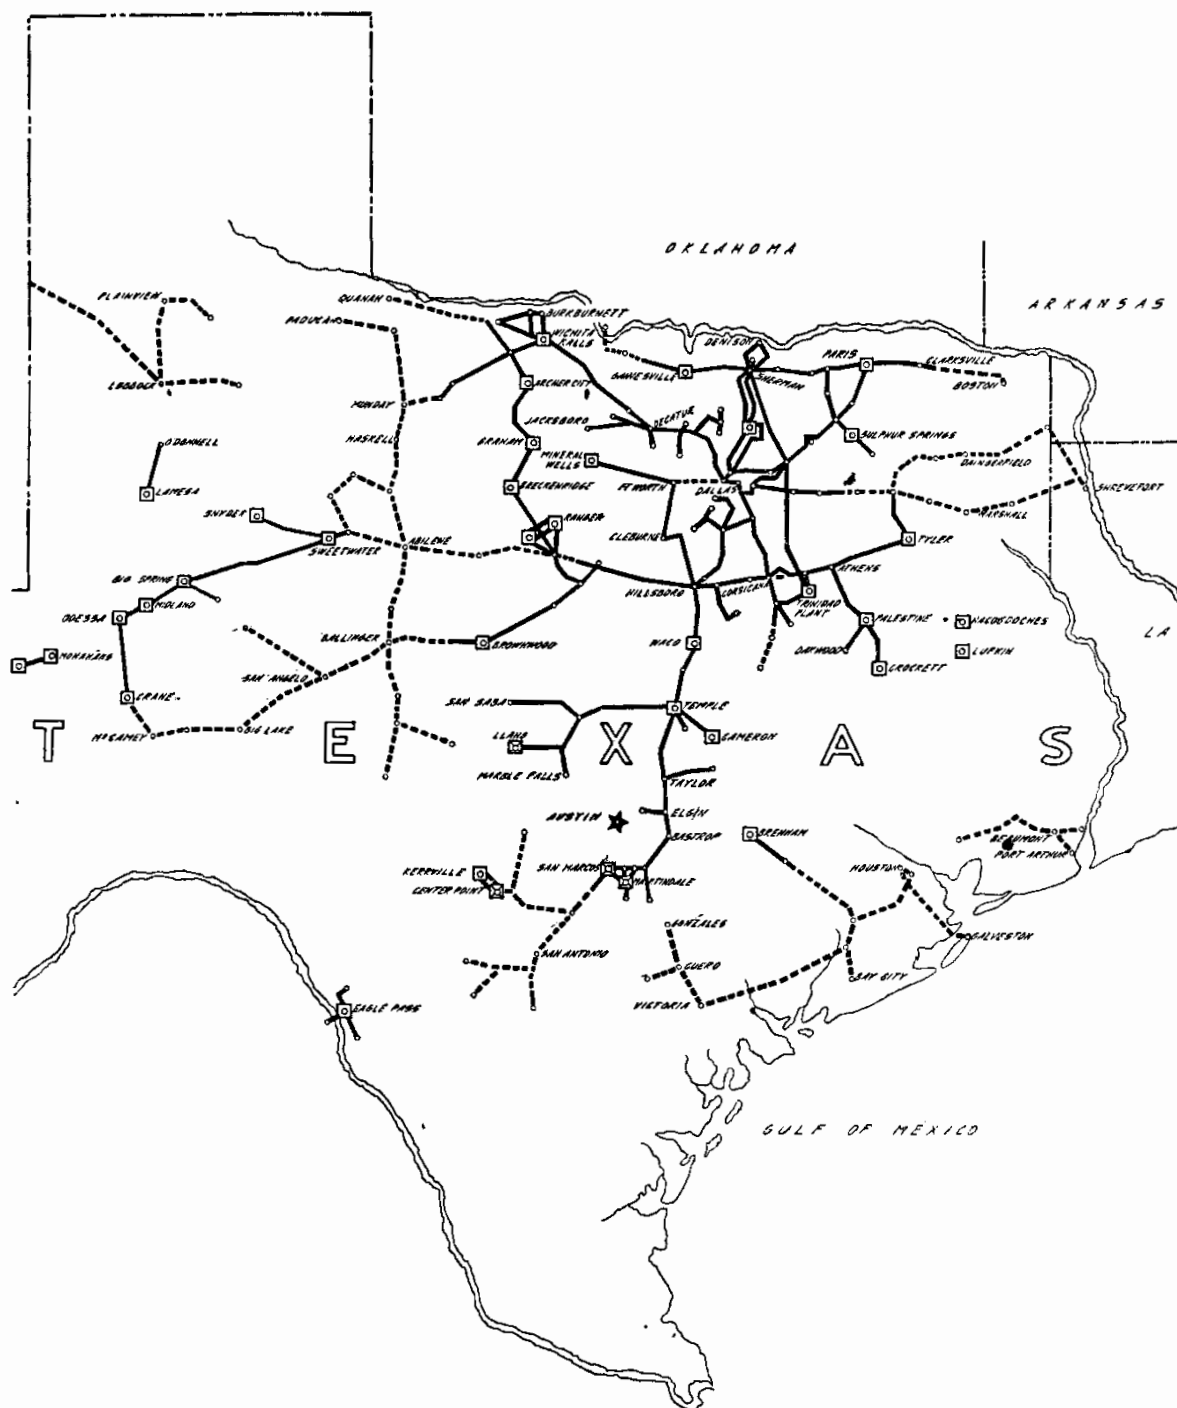 OKLAHOMA
ARKANSAS
PLAINVIEW
QUANAH
PADUCAH
BURKBURNETT
WICHITA
FALLS
DENISON
SHERMAN
GAINESVILLE
PARIS
CLARKSVILLE
BOSTON
LUBBOCK
ARCHER CITY
MUNDAY
JACKSBORO
DECATUR
O'DONNELL
HASKELL
GRAHAM
MINERAL
WELLS
SULPHUR SPRINGS
DAINGERFIELD
LAMESA
BRECKENRIDGE
FT WORTH
DALLAS
SHREVEPORT
MARSHALL
SNYDER
SWEETWATER
ABILENE
RANGER
CLEBURNE
TYLER
BIG SPRING
MIDLAND
ODESSA
HILLSBORO
CORSICANA
ATHENS
TRINIDAD
PLANT
PALESTINE
NACOGDOCHES
LA
MONAHANS
BALLINGER
BROWNWOOD
WACO
OAKWOOD
CROCKETT
LUFKIN
CRANE
SAN ANGELO
SAN SABA
TEMPLE
MCCAMEY
BIG LAKE
LLANO
CAMERON
T E X A S
MARBLE FALLS
TAYLOR
AUSTIN
ELGIN
BASTROP
BRENHAM
BEAUMONT
PORT ARTHUR
KERRVILLE
CENTER POINT
SAN MARCOS
MARTINDALE
HOUSTON
GONZALES
GALVESTON
SAN ANTONIO
CUERO
BAY CITY
VICTORIA
EAGLE PASS
GULF OF MEXICO